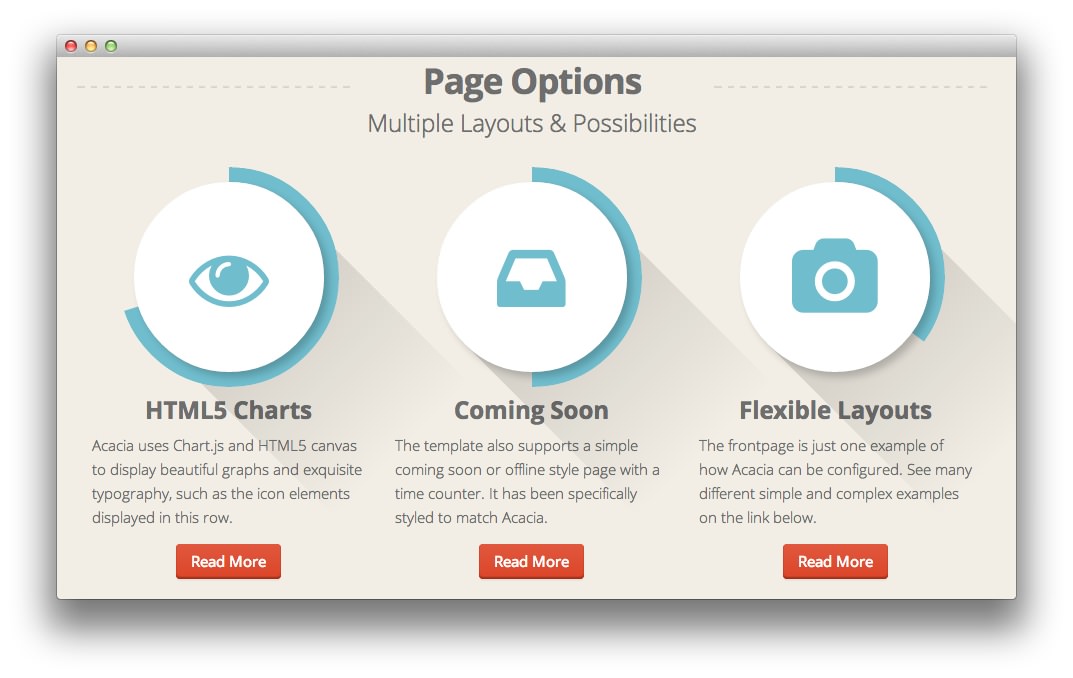 Page Options
Multiple Layouts & Possibilities
HTML5 Charts
Acacia uses Chart.js and HTML5 canvas
to display beautiful graphs and exquisite
typography, such as the icon elements
displayed in this row.
Read More
Coming Soon
The template also supports a simple
coming soon or offline style page with a
time counter. It has been specifically
styled to match Acacia.
Read More
Flexible Layouts
The frontpage is just one example of
how Acacia can be configured. See many
different simple and complex examples
on the link below.
Read More